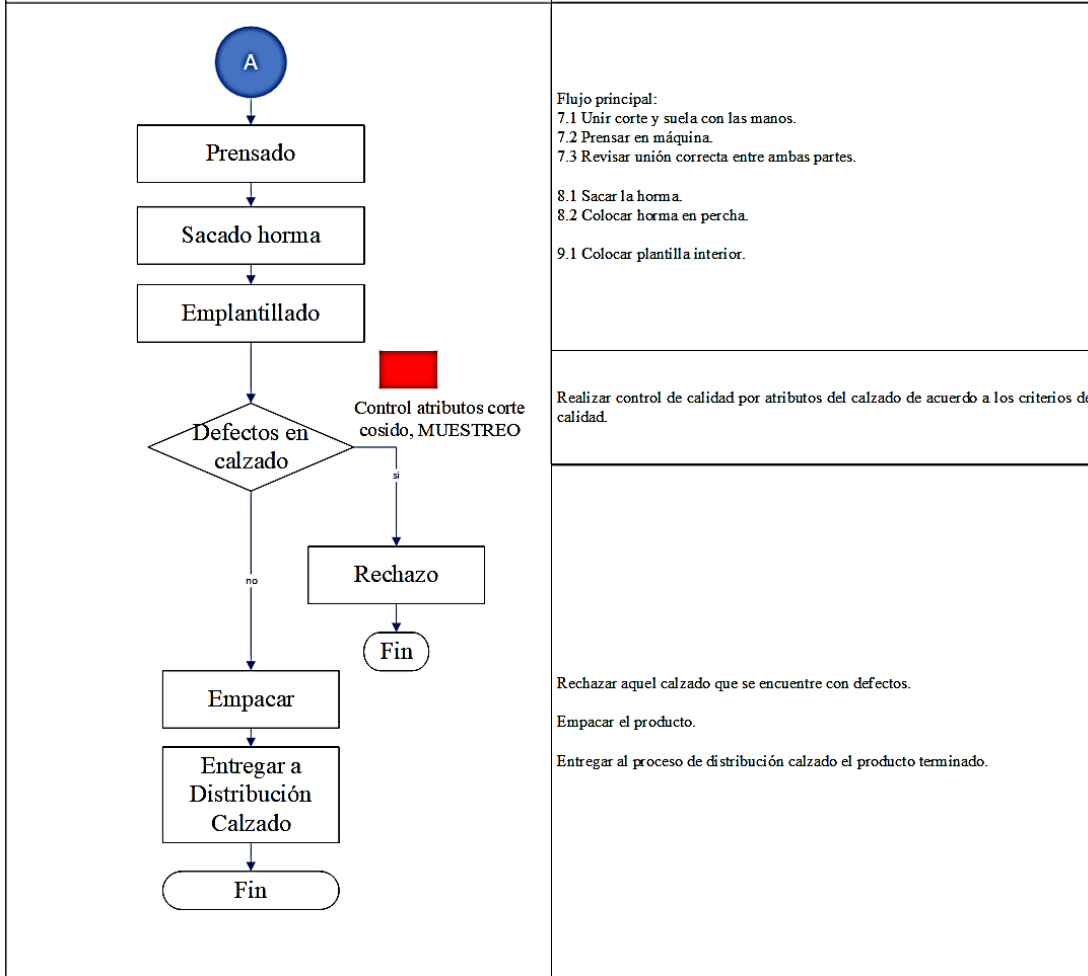 A
Prensado
Sacado horma
Emplantillado
Control atributos corte
cosido, MUESTREO
Defectos en
calzado
si
Rechazo
Fin
no
Empacar
Entregar a
Distribución
Calzado
Fin
Flujo principal:
7.1 Unir corte y suela con las manos.
7.2 Prensar en máquina.
7.3 Revisar unión correcta entre ambas partes.
8.1 Sacar la horma.
8.2 Colocar horma en percha.
9.1 Colocar plantilla interior.
Realizar control de calidad por atributos del calzado de acuerdo a los criterios de
calidad.
Rechazar aquel calzado que se encuentre con defectos.
Empacar el producto.
Entregar al proceso de distribución calzado el producto terminado.